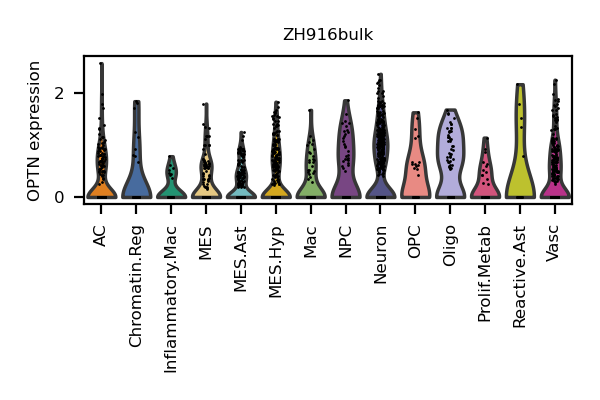 ZH916bulk
OPTN expression
2
0
AC
Chromatin.Reg
Inflammatory.Mac
MES
MES.Ast
MES.Hyp
Mac
NPC
Neuron
OPC
Oligo
Prolif.Metab
Reactive.Ast
Vasc